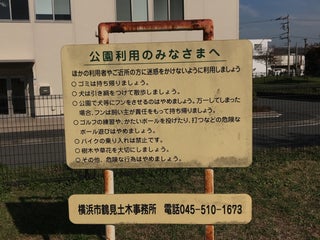 公園利用のみなさまへ
ほかの利用者やご近所の方に迷惑をかけないように利用しましょう
○ゴミは持ち帰りましょう。
○犬は引き綱をつけて散歩しましょう。
○公園で犬等にフンをさせるのはやめましょう。万一してしまった
場合、フンは飼い主が責任をもって持ち帰りましょう。
○ゴルフの練習や、かたいボールを投げたり、打つなどの危険な
ボール遊びはやめましょう。
○バイクの乗り入れは禁止です。
○樹木や草花を大切にしましょう。
○その他、危険な行為はやめましょう。
横浜市鶴見土木事務所 電話045-510-1673